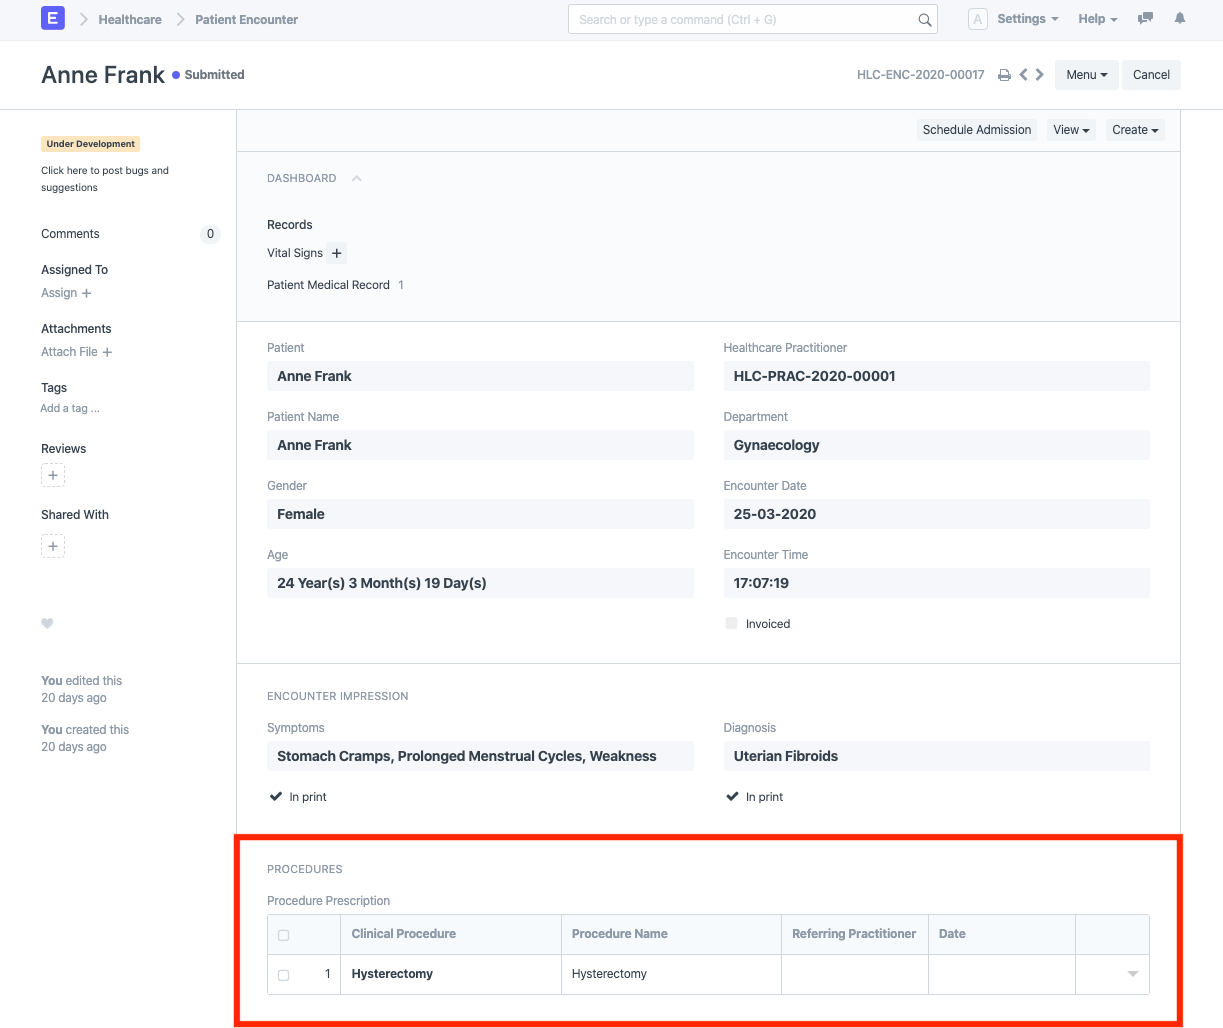 E Healthcare Patient Encounter Search or type a command (Ctrl + G) A Settings Help
Anne Frank Submitted HLC-ENC-2020-00017 Menu Cancel
Schedule Admission View Create
Under Development
Click here to post bugs and
suggestions
Comments 0
Assigned To
Assign +
Attachments
Attach File +
Tags
Add a tag ...
Reviews
+
Shared With
+
You edited this
20 days ago
You created this
20 days ago
DASHBOARD
Records
Vital Signs +
Patient Medical Record 1
Patient
Anne Frank
Patient Name
Anne Frank
Gender
Female
Age
24 Year(s) 3 Month(s) 19 Day(s)
Healthcare Practitioner
HLC-PRAC-2020-00001
Department
Gynaecology
Encounter Date
25-03-2020
Encounter Time
17:07:19
Invoiced
ENCOUNTER IMPRESSION
Symptoms
Stomach Cramps, Prolonged Menstrual Cycles, Weakness
In print
Diagnosis
Uterian Fibroids
In print
PROCEDURES
Procedure Prescription
Clinical Procedure Procedure Name Referring Practitioner Date
1 Hysterectomy Hysterectomy